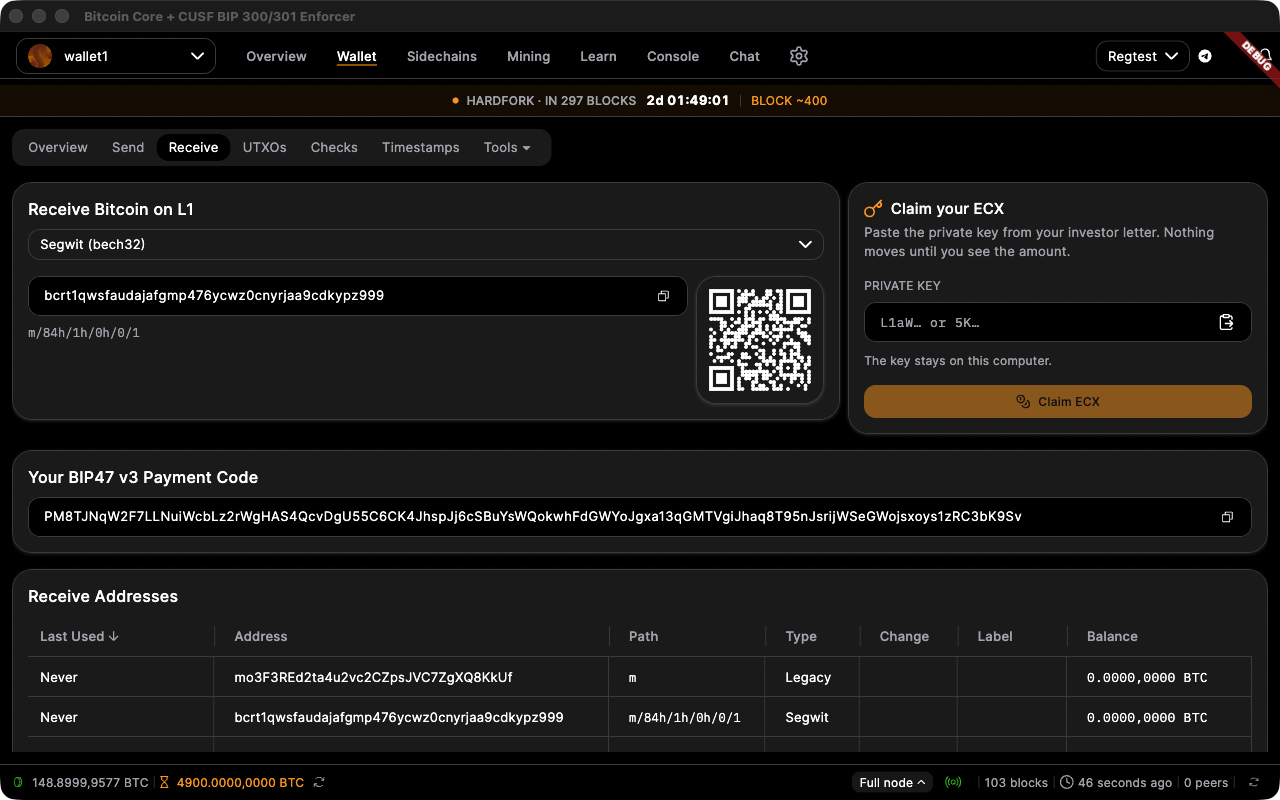 Bitcoin Core + CUSF BIP 300/301 Enforcer
wallet1
Overview
Wallet
Sidechains
Mining
Learn
Console
Chat
Regtest
DEBUG
HARDFORK · IN 297 BLOCKS 2d 01:49:01 BLOCK ~400
Overview
Send
Receive
UTXOs
Checks
Timestamps
Tools
Receive Bitcoin on L1
Segwit (bech32)
bcrt1qwsfaudajafgmp476ycwz0cnyrjaa9cdkypz999
m/84h/1h/0h/0/1
Claim your ECX
Paste the private key from your investor letter. Nothing
moves until you see the amount.
PRIVATE KEY
L1aW… or 5K…
The key stays on this computer.
Claim ECX
Your BIP47 v3 Payment Code
PM8TJNqW2F7LLNuiWcbLz2rWgHAS4QcvDgU55C6CK4JhspJj6cSBuYsWQokwhFdGWYoJgxa13qGMTVgiJhaq8T95nJsrijWSeGWojsxoys1zRC3bK9Sv
Receive Addresses
Last Used Address Path Type Change Label Balance
Never mo3F3REd2ta4u2vc2CZpsJVC7ZgXQ8KkUf m Legacy 0.0000,0000 BTC
Never bcrt1qwsfaudajafgmp476ycwz0cnyrjaa9cdkypz999 m/84h/1h/0h/0/1 Segwit 0.0000,0000 BTC
148.8999,9577 BTC
4900.0000,0000 BTC
Full node
103 blocks
46 seconds ago
0 peers